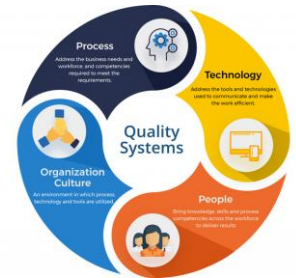 Process
Address the business needs and
workforce, and competencies
required to meet the
requirements.
Technology
Address the tools and technologies
used to communicate and make
the work efficient.
Quality
Systems
Organization
Culture
An environment in which process,
technology and tools are utilized.
People
Bring knowledge, skills and process
competencies across the workforce
to deliver results.